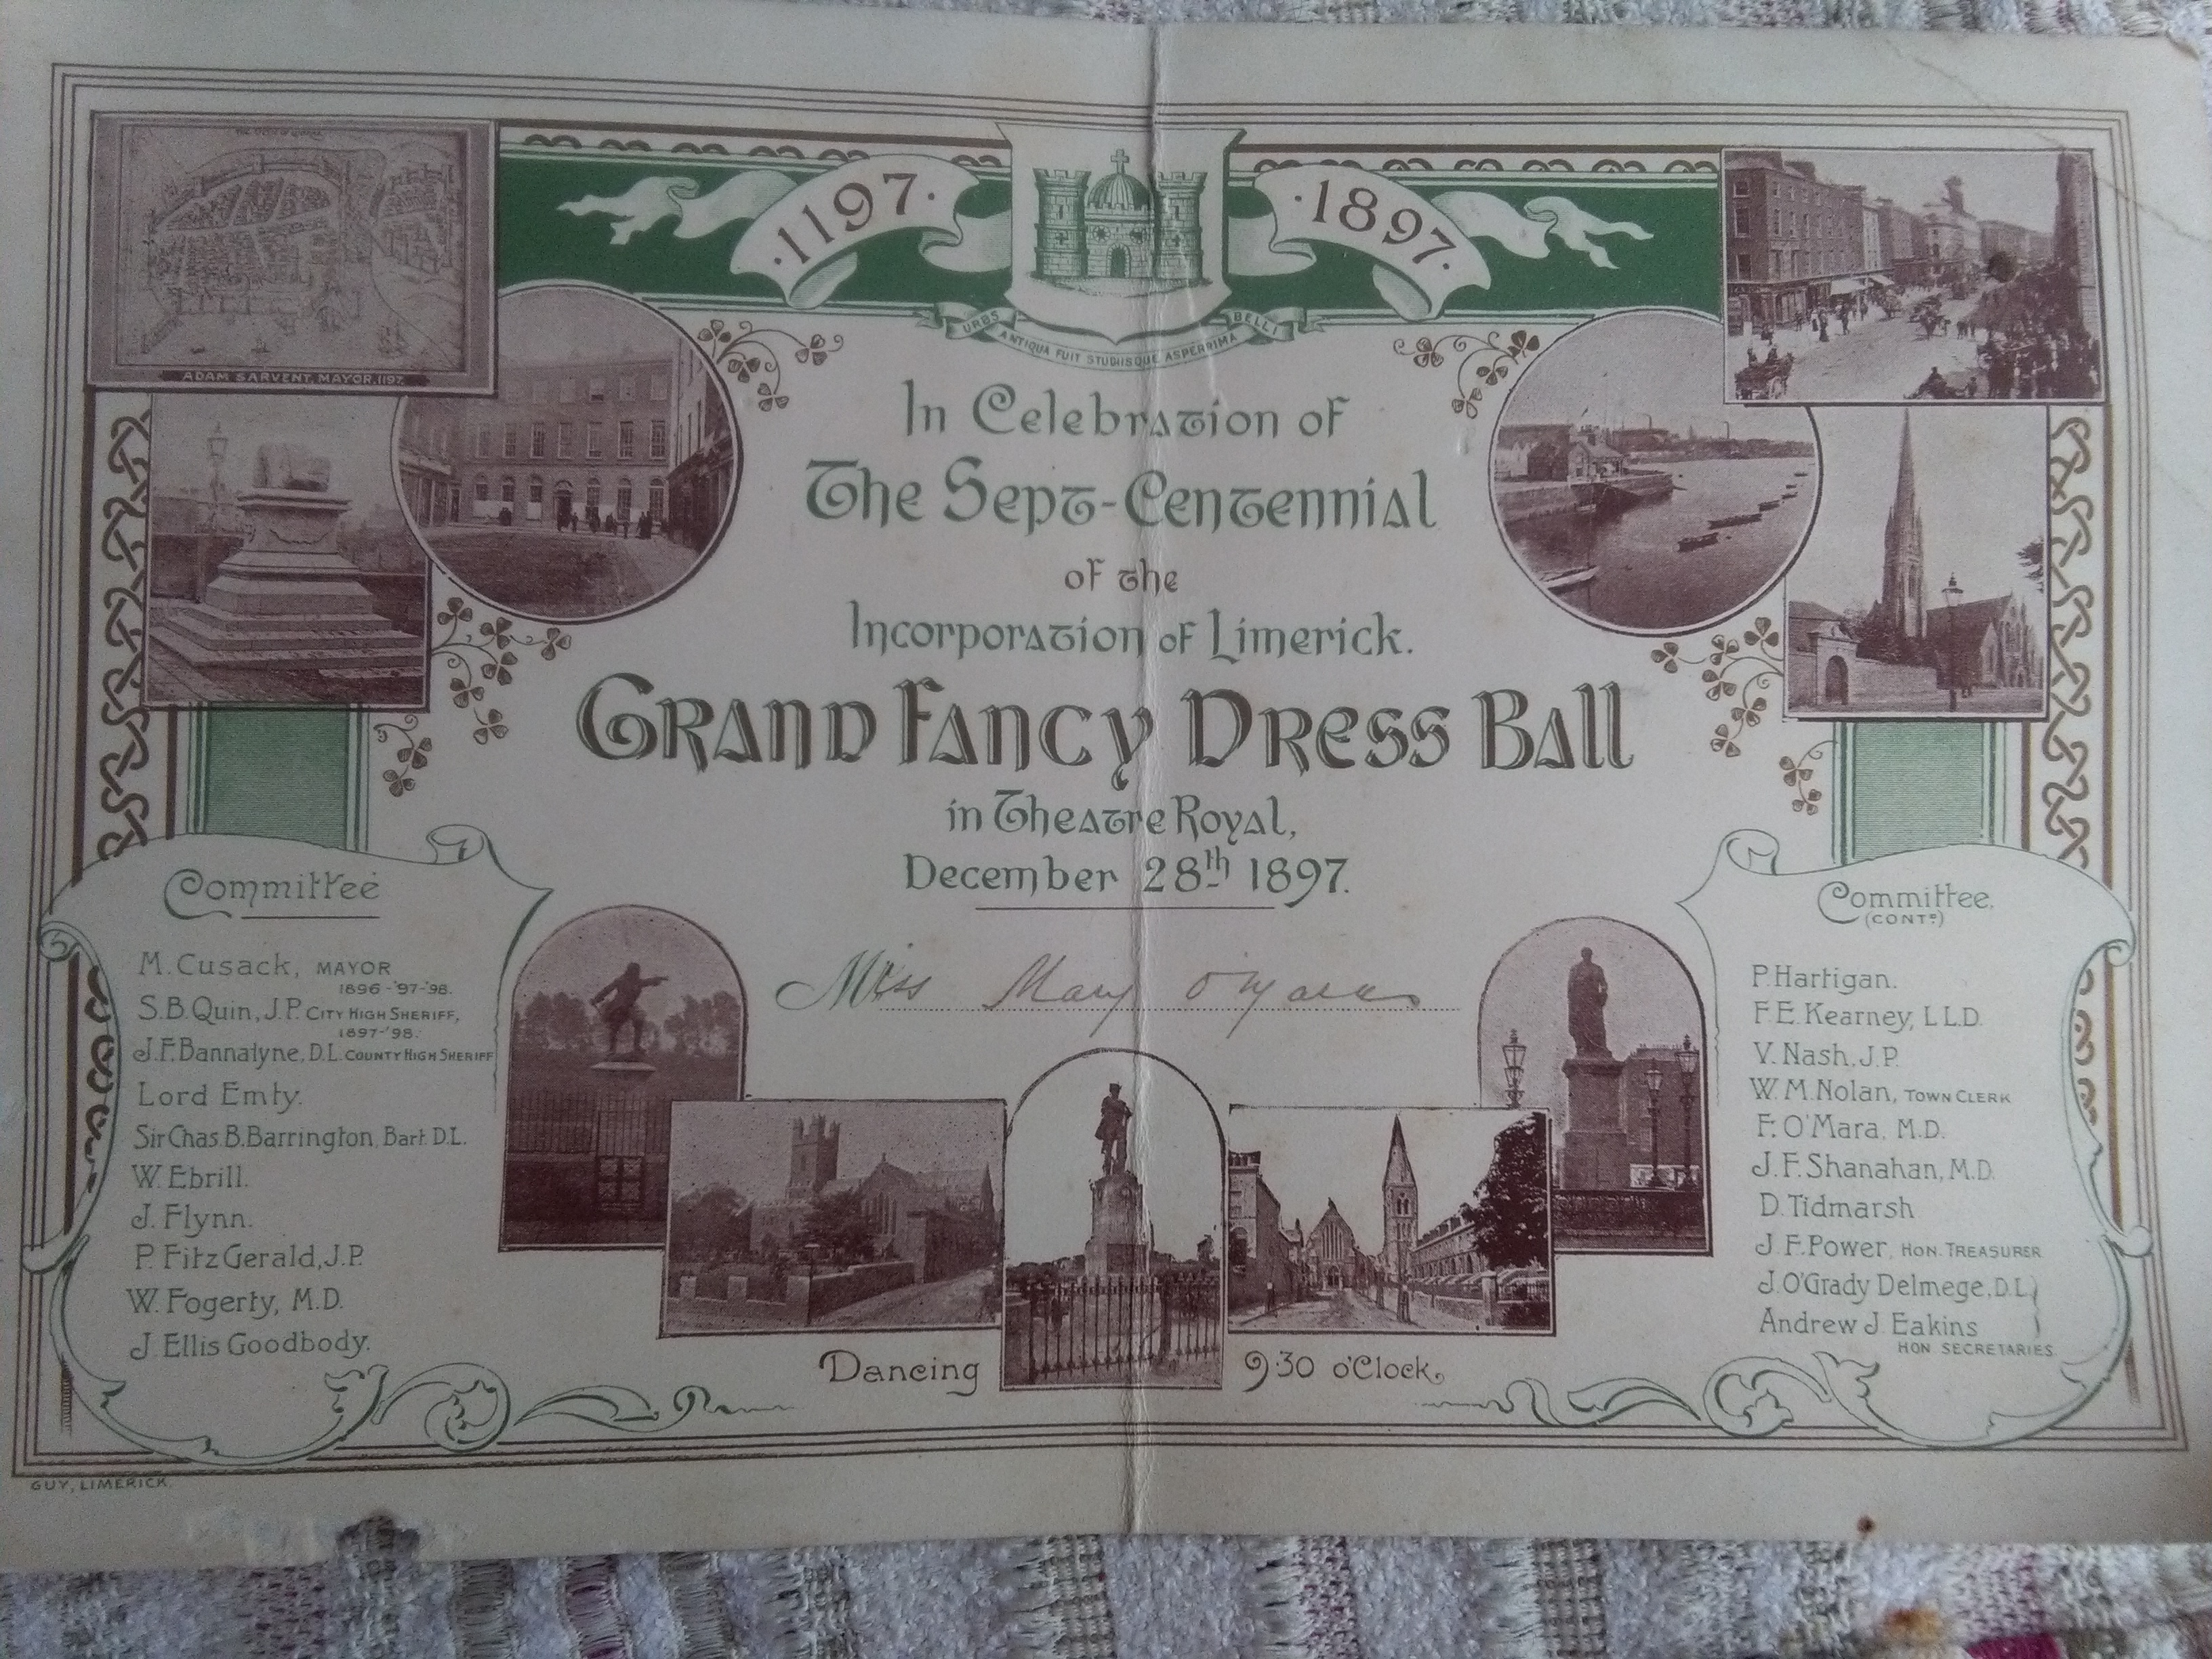 ·1197·
·1897·
URBS ANTIQUA FUIT STUDIISQUE ASPERRIMA BELLI
ADAM SARVENT, MAYOR, 1197.
In Celebration of
The Sept-Centennial
of the
Incorporation of Limerick.
Grand Fancy Dress Ball
in Theatre Royal,
December 28th 1897.
Miss Mary O'Mara
Dancing 9·30 o'Clock.
Committee
M. Cusack, MAYOR
1896-'97-'98.
S.B. Quin, J.P. CITY HIGH SHERIFF,
1897-'98.
J.F. Bannatyne, D.L. COUNTY HIGH SHERIFF
Lord Emly.
Sir Chas. B. Barrington, Bart. D.L.
W. Ebrill.
J. Flynn.
P. FitzGerald, J.P.
W. Fogerty, M.D.
J. Ellis Goodbody.
Committee,
(CONTD)
P. Hartigan.
F.E. Kearney, L L.D.
V. Nash, J.P.
W. M. Nolan, TOWN CLERK
F. O'Mara, M.D.
J. F. Shanahan, M.D.
D. Tidmarsh
J. F. Power, HON. TREASURER
J. O'Grady Delmege, D.L.
Andrew J Eakins
HON. SECRETARIES
GUY, LIMERICK.